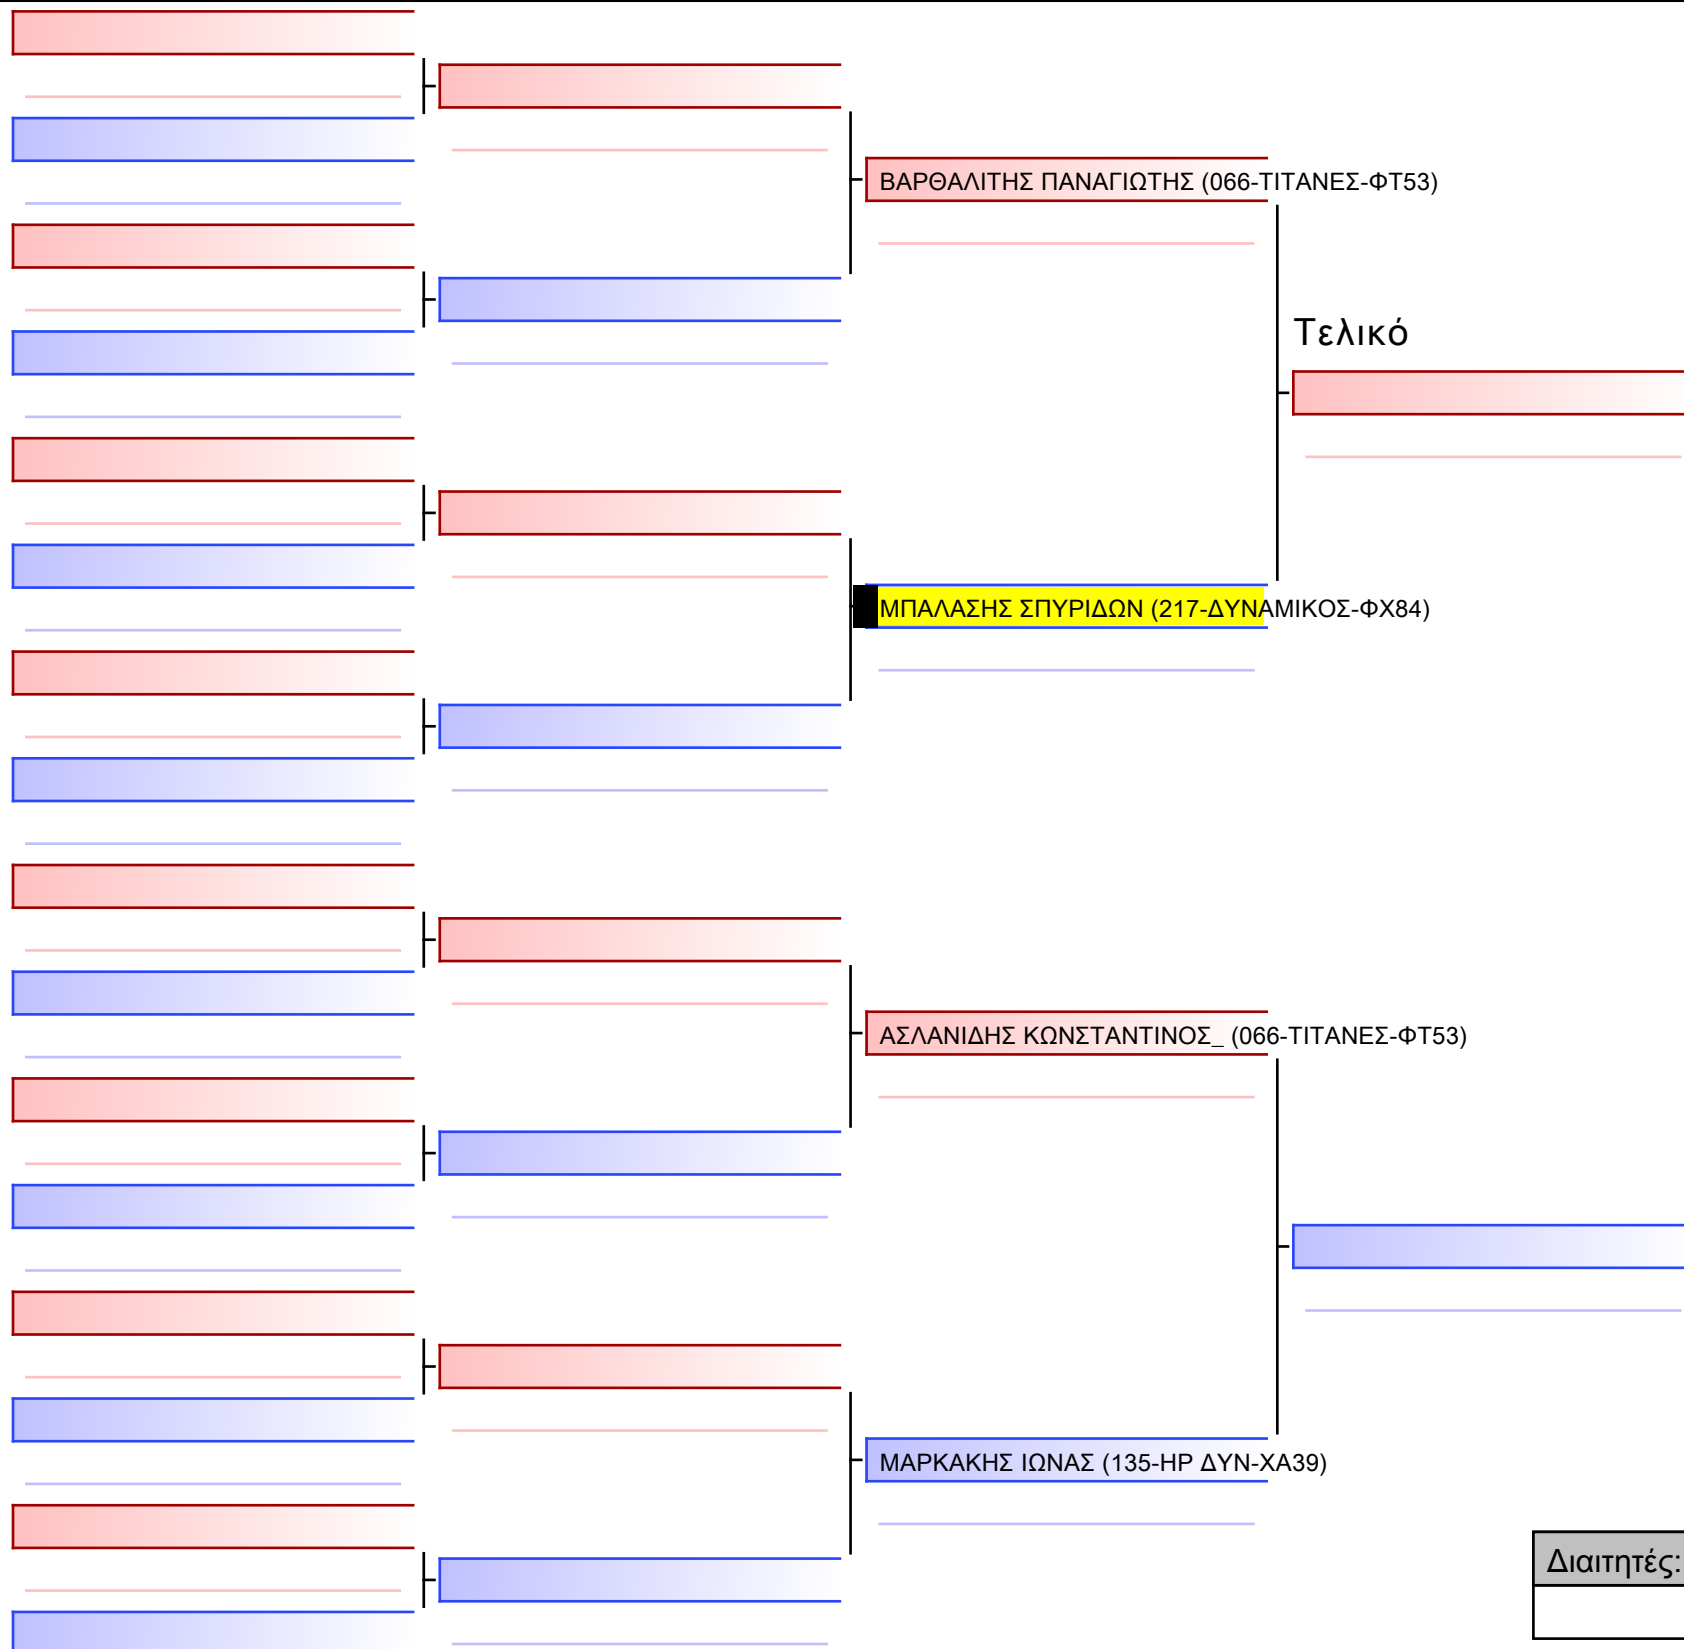 ΒΑΡΘΑΛΙΤΗΣ ΠΑΝΑΓΙΩΤΗΣ (066-ΤΙΤΑΝΕΣ-ΦΤ53)
Τελικό
ΜΠΑΛΑΣΗΣ ΣΠΥΡΙΔΩΝ (217-ΔΥΝΑΜΙΚΟΣ-ΦΧ84)
ΑΣΛΑΝΙΔΗΣ ΚΩΝΣΤΑΝΤΙΝΟΣ_ (066-ΤΙΤΑΝΕΣ-ΦΤ53)
ΜΑΡΚΑΚΗΣ ΙΩΝΑΣ (135-ΗΡ ΔΥΝ-ΧΑ39)
Διαιτητές: